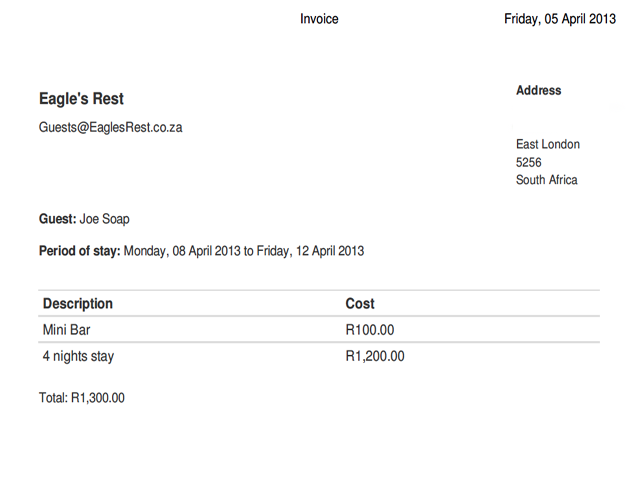 Invoice Friday, 05 April 2013
Eagle's Rest
Guests@EaglesRest.co.za
Address
East London
5256
South Africa
Guest: Joe Soap
Period of stay: Monday, 08 April 2013 to Friday, 12 April 2013
Description Cost
Mini Bar R100.00
4 nights stay R1,200.00
Total: R1,300.00